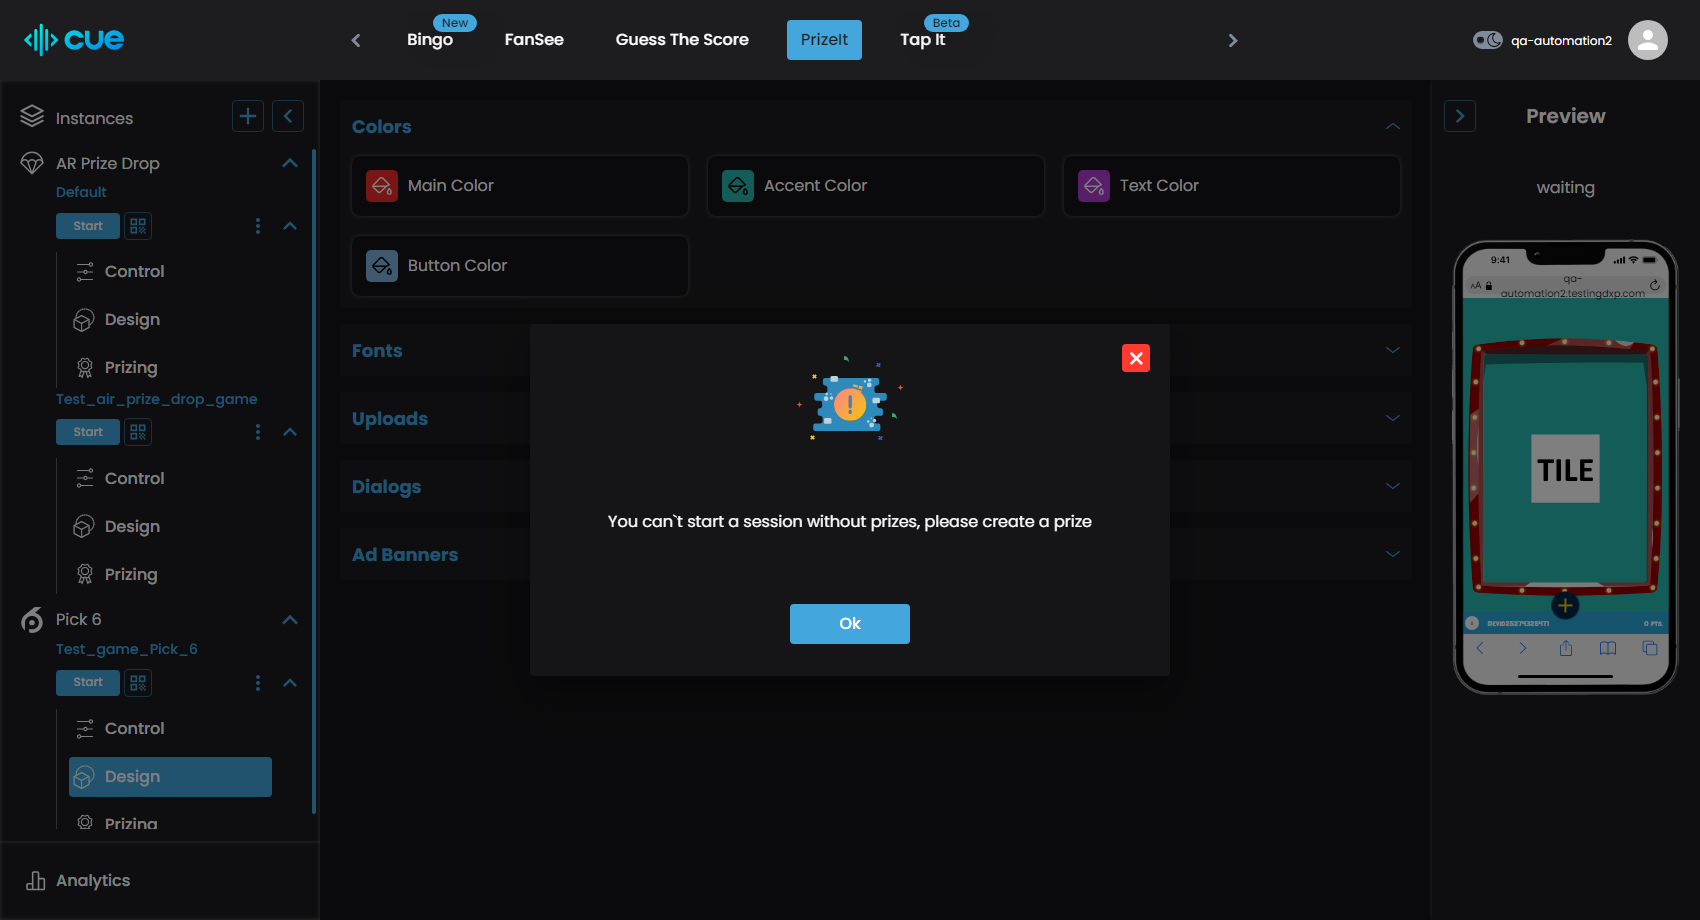 cue
Bingo
New
FanSee
Guess The Score
PrizeIt
Tap It
Beta
qa-automation2
Instances
AR Prize Drop
Default
Start
Control
Design
Prizing
Test_air_prize_drop_game
Start
Control
Design
Prizing
Pick 6
Test_game_Pick_6
Start
Control
Design
Prizing
Analytics
Colors
Main Color
Accent Color
Text Color
Button Color
Fonts
Uploads
Dialogs
Ad Banners
You can`t start a session without prizes, please create a prize
Ok
Preview
waiting
9:41
AA
qa-
automation2.testingdxp.com
TILE
0 PTS.